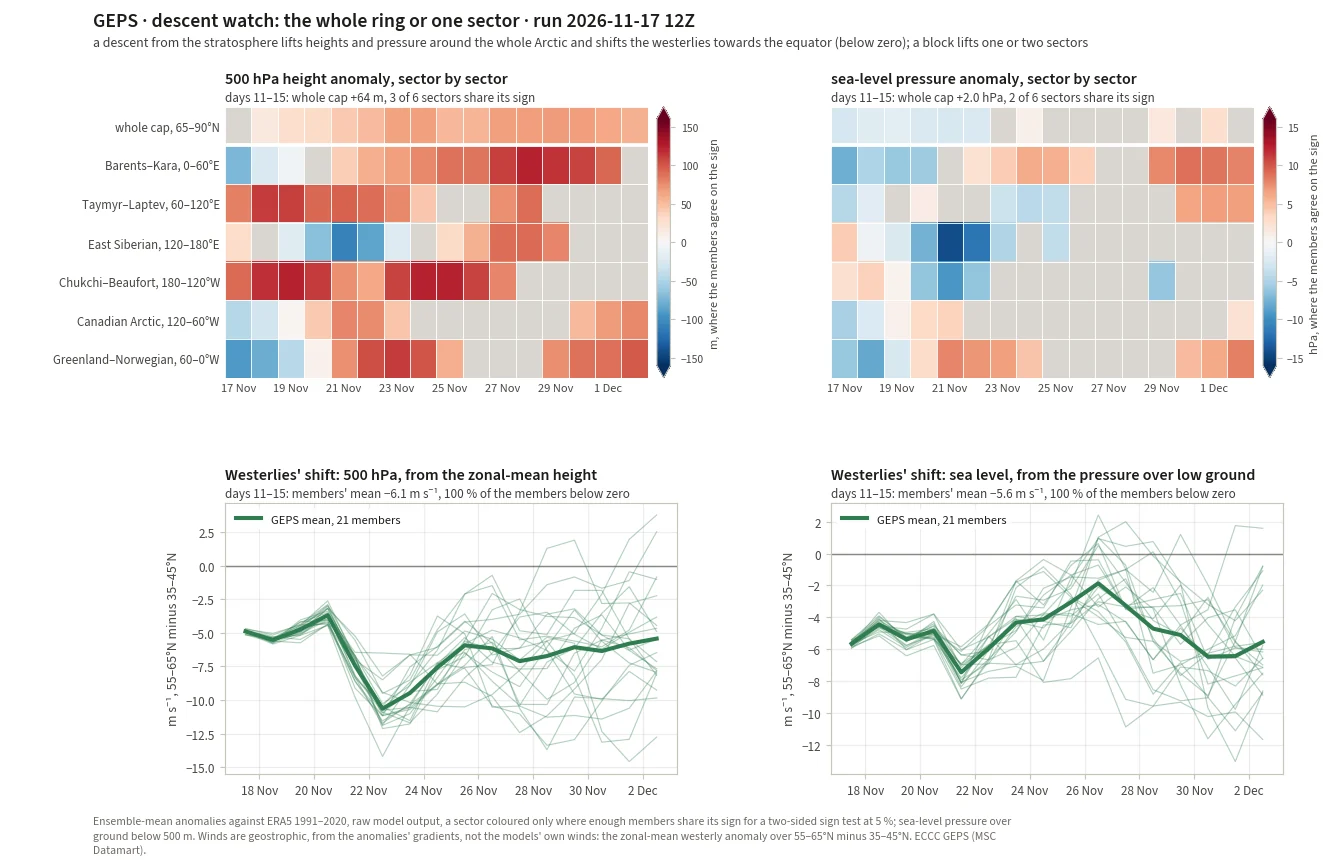 GEPS · descent watch: the whole ring or one sector · run 2026-11-17 12Z
a descent from the stratosphere lifts heights and pressure around the whole Arctic and shifts the westerlies towards the equator (below zero); a block lifts one or two sectors
500 hPa height anomaly, sector by sector
days 11–15: whole cap +64 m, 3 of 6 sectors share its sign
whole cap, 65–90°N
Barents–Kara, 0–60°E
Taymyr–Laptev, 60–120°E
East Siberian, 120–180°E
Chukchi–Beaufort, 180–120°W
Canadian Arctic, 120–60°W
Greenland–Norwegian, 60–0°W
17 Nov 19 Nov 21 Nov 23 Nov 25 Nov 27 Nov 29 Nov 1 Dec
150
100
50
0
−50
−100
−150
m, where the members agree on the sign
sea-level pressure anomaly, sector by sector
days 11–15: whole cap +2.0 hPa, 2 of 6 sectors share its sign
17 Nov 19 Nov 21 Nov 23 Nov 25 Nov 27 Nov 29 Nov 1 Dec
15
10
5
0
−5
−10
−15
hPa, where the members agree on the sign
Westerlies' shift: 500 hPa, from the zonal-mean height
days 11–15: members' mean −6.1 m s⁻¹, 100 % of the members below zero
GEPS mean, 21 members
m s⁻¹, 55–65°N minus 35–45°N
2.5
0.0
−2.5
−5.0
−7.5
−10.0
−12.5
−15.0
18 Nov 20 Nov 22 Nov 24 Nov 26 Nov 28 Nov 30 Nov 2 Dec
Westerlies' shift: sea level, from the pressure over low ground
days 11–15: members' mean −5.6 m s⁻¹, 100 % of the members below zero
GEPS mean, 21 members
m s⁻¹, 55–65°N minus 35–45°N
2
0
−2
−4
−6
−8
−10
−12
18 Nov 20 Nov 22 Nov 24 Nov 26 Nov 28 Nov 30 Nov 2 Dec
Ensemble-mean anomalies against ERA5 1991–2020, raw model output, a sector coloured only where enough members share its sign for a two-sided sign test at 5 %; sea-level pressure over
ground below 500 m. Winds are geostrophic, from the anomalies' gradients, not the models' own winds: the zonal-mean westerly anomaly over 55–65°N minus 35–45°N. ECCC GEPS (MSC
Datamart).